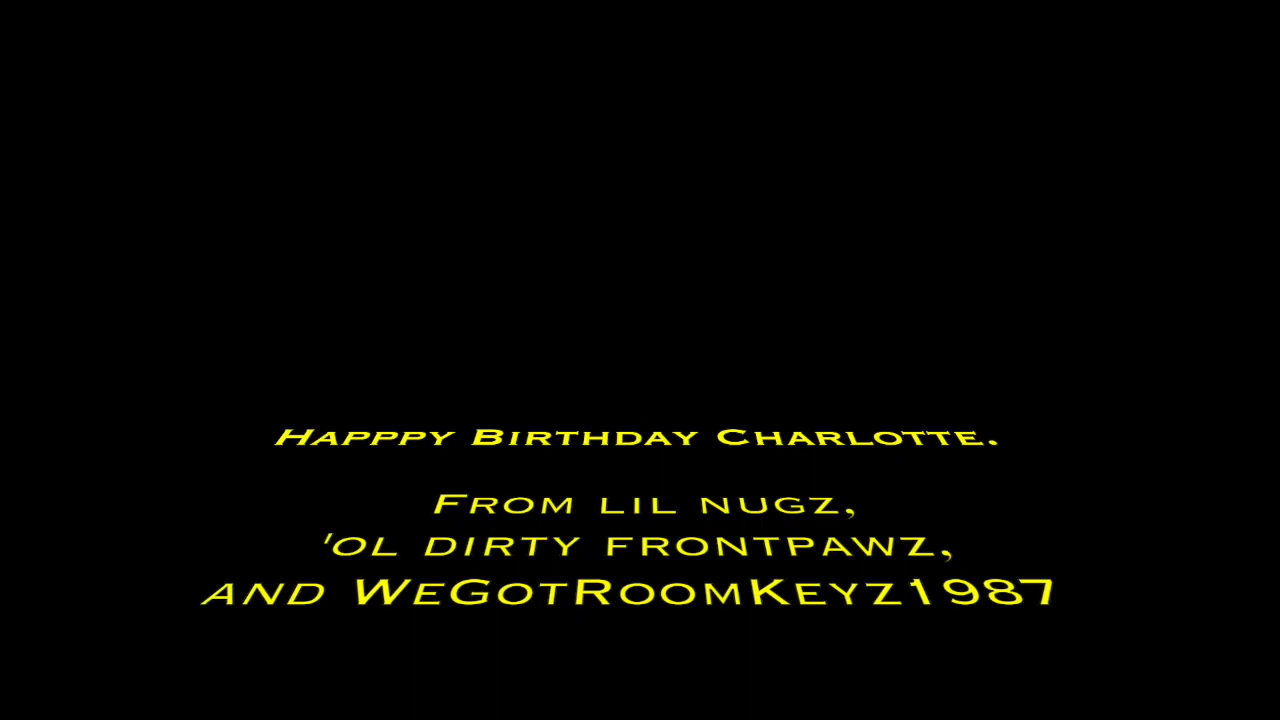 Happpy Birthday Charlotte.
From lil nugz,
'ol dirty frontpawz,
and WeGotRoomKeyz1987